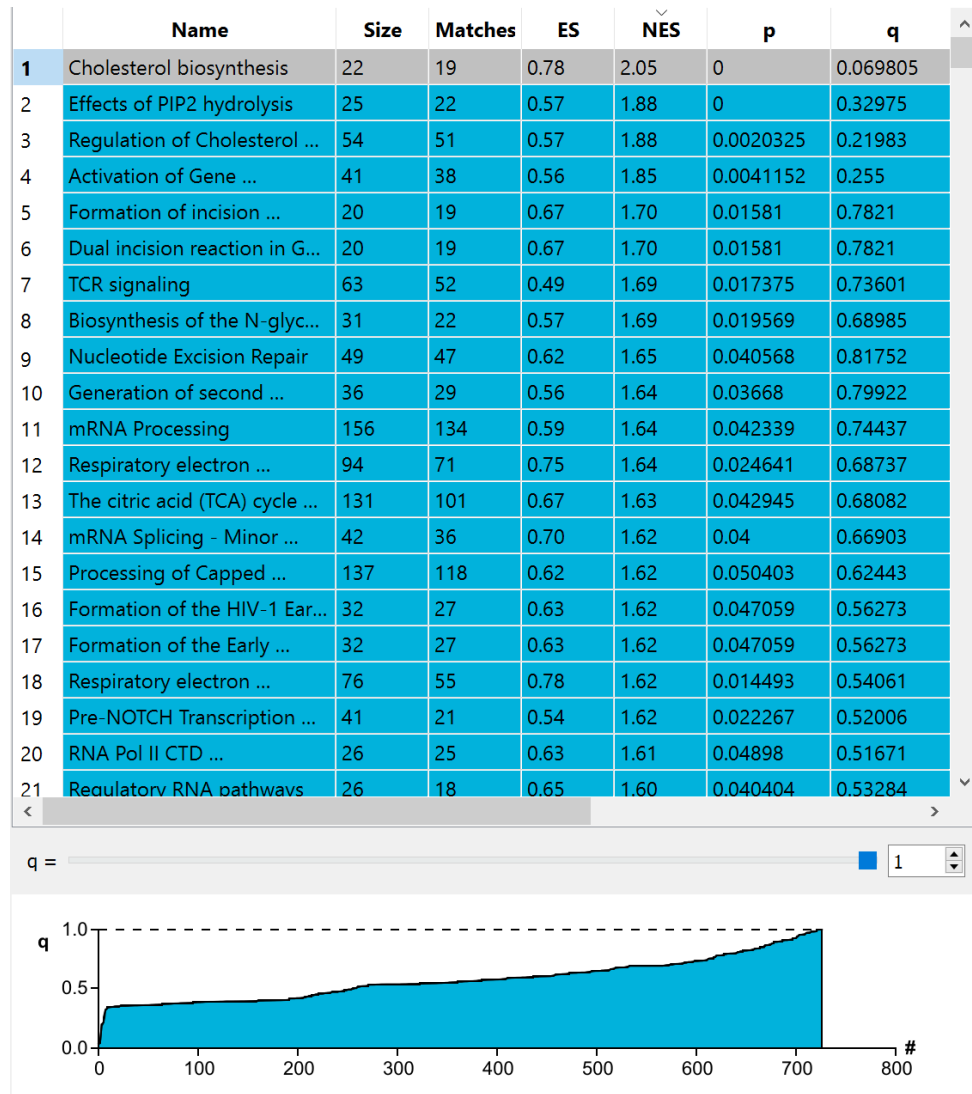 Name Size Matches ES NES p q
1 Cholesterol biosynthesis 22 19 0.78 2.05 0 0.069805
2 Effects of PIP2 hydrolysis 25 22 0.57 1.88 0 0.32975
3 Regulation of Cholesterol ... 54 51 0.57 1.88 0.0020325 0.21983
4 Activation of Gene ... 41 38 0.56 1.85 0.0041152 0.255
5 Formation of incision ... 20 19 0.67 1.70 0.01581 0.7821
6 Dual incision reaction in G... 20 19 0.67 1.70 0.01581 0.7821
7 TCR signaling 63 52 0.49 1.69 0.017375 0.73601
8 Biosynthesis of the N-glyc... 31 22 0.57 1.69 0.019569 0.68985
9 Nucleotide Excision Repair 49 47 0.62 1.65 0.040568 0.81752
10 Generation of second ... 36 29 0.56 1.64 0.03668 0.79922
11 mRNA Processing 156 134 0.59 1.64 0.042339 0.74437
12 Respiratory electron ... 94 71 0.75 1.64 0.024641 0.68737
13 The citric acid (TCA) cycle ... 131 101 0.67 1.63 0.042945 0.68082
14 mRNA Splicing - Minor ... 42 36 0.70 1.62 0.04 0.66903
15 Processing of Capped ... 137 118 0.62 1.62 0.050403 0.62443
16 Formation of the HIV-1 Ear... 32 27 0.63 1.62 0.047059 0.56273
17 Formation of the Early ... 32 27 0.63 1.62 0.047059 0.56273
18 Respiratory electron ... 76 55 0.78 1.62 0.014493 0.54061
19 Pre-NOTCH Transcription ... 41 21 0.54 1.62 0.022267 0.52006
20 RNA Pol II CTD ... 26 25 0.63 1.61 0.04898 0.51671
21 Regulatory RNA pathways 26 18 0.65 1.60 0.040404 0.53284
q = 1
q
1.0
0.5
0.0
0 100 200 300 400 500 600 700 800
#